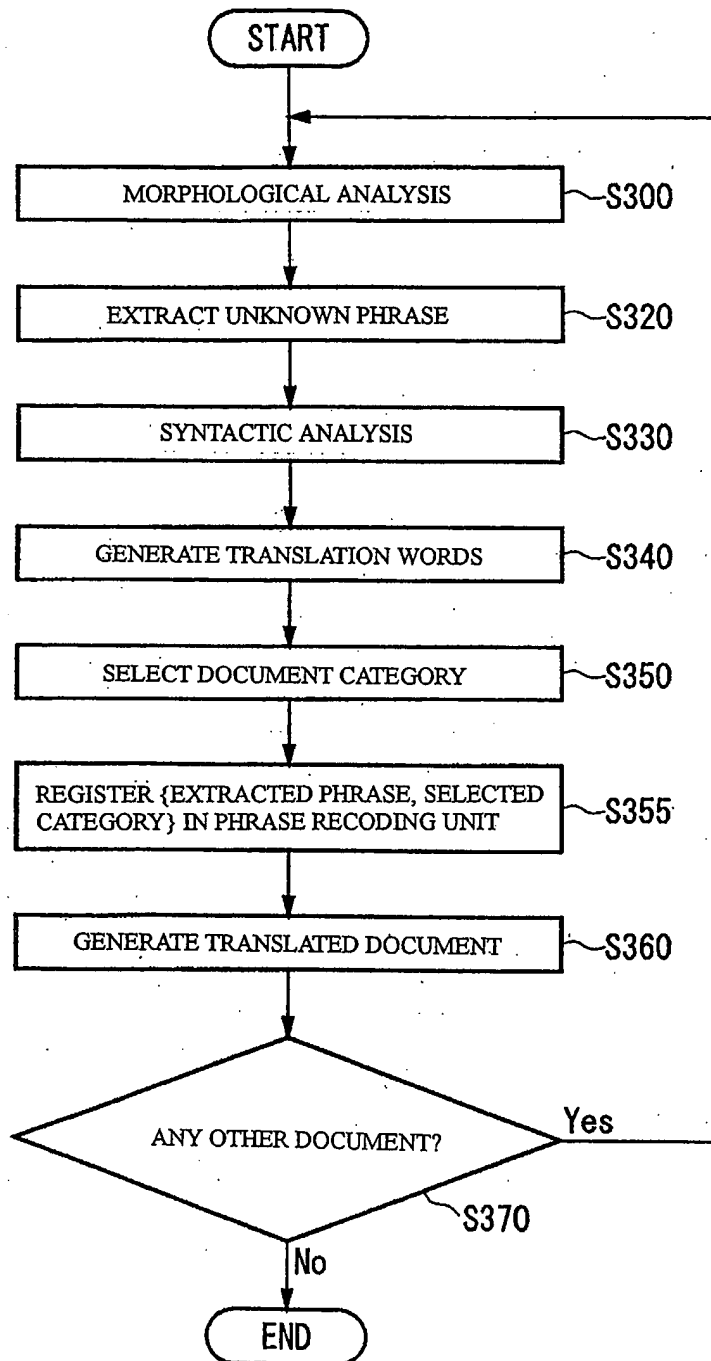 START
MORPHOLOGICAL ANALYSIS
S300
EXTRACT UNKNOWN PHRASE
S320
SYNTACTIC ANALYSIS
S330
GENERATE TRANSLATION WORDS
S340
SELECT DOCUMENT CATEGORY
S350
REGISTER {EXTRACTED PHRASE, SELECTED
CATEGORY} IN PHRASE RECODING UNIT
S355
GENERATE TRANSLATED DOCUMENT
S360
ANY OTHER DOCUMENT?
Yes
S370
No
END